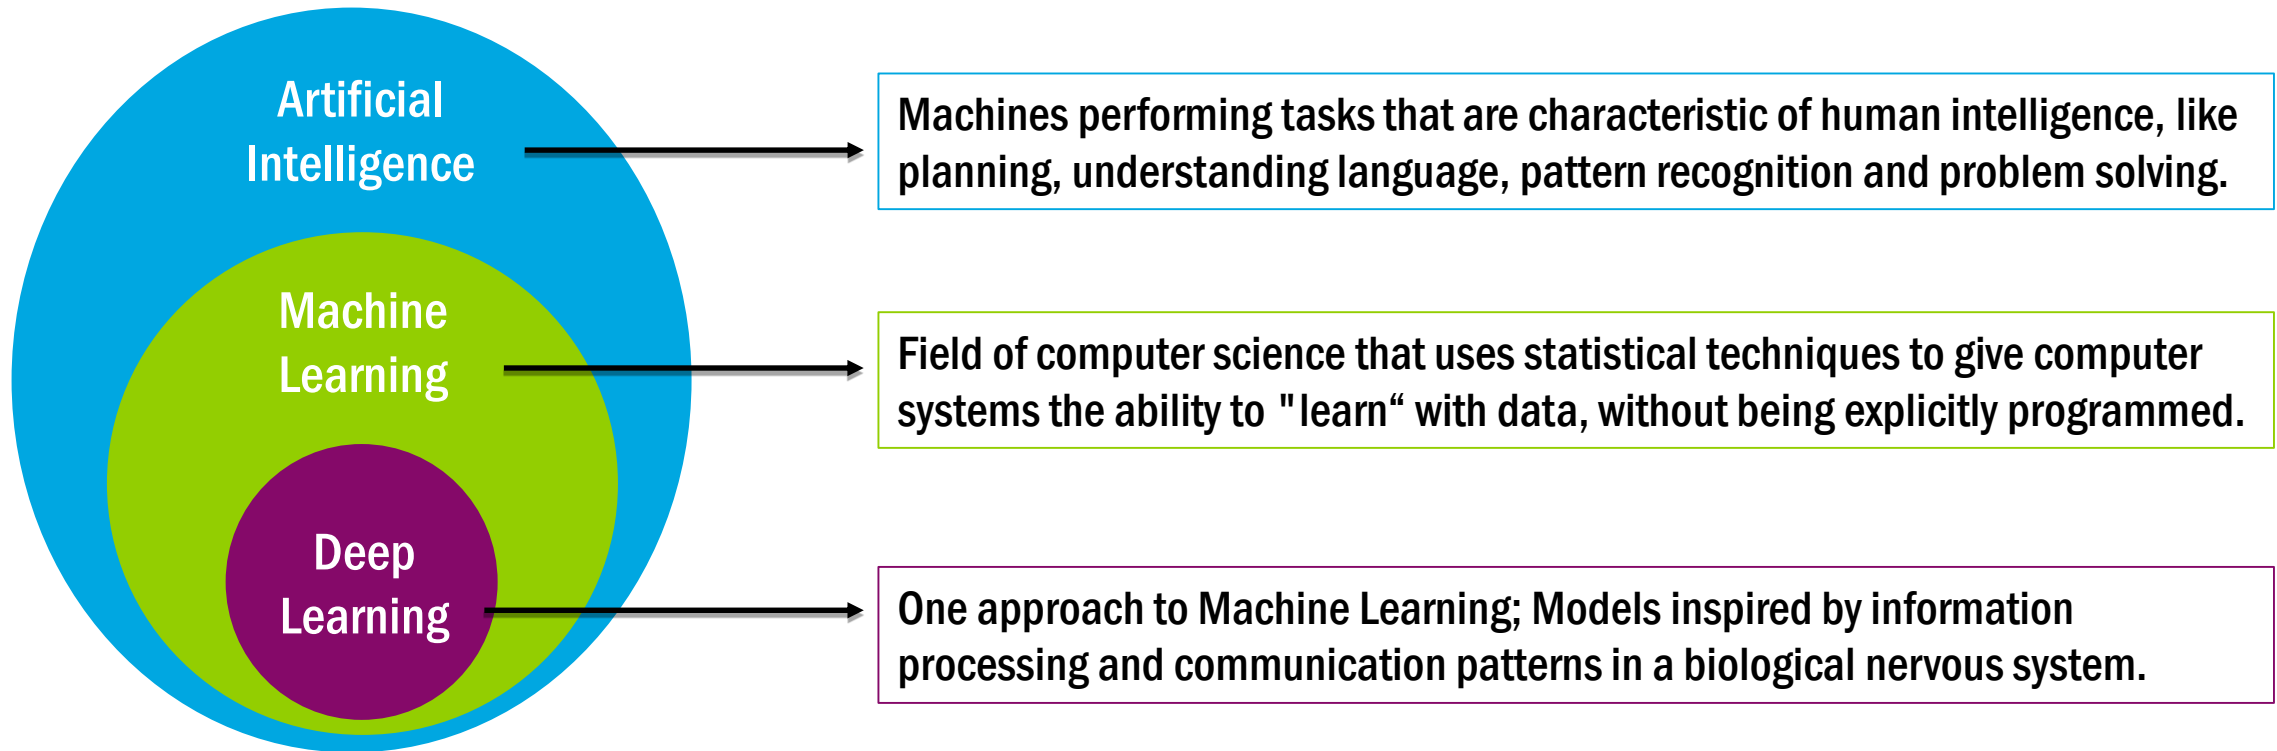 Artificial
Intelligence
Machines performing tasks that are characteristic of human intelligence, like
planning, understanding language, pattern recognition and problem solving.
Machine
Learning
Field of computer science that uses statistical techniques to give computer
systems the ability to "learn“ with data, without being explicitly programmed.
Deep
Learning
One approach to Machine Learning; Models inspired by information
processing and communication patterns in a biological nervous system.